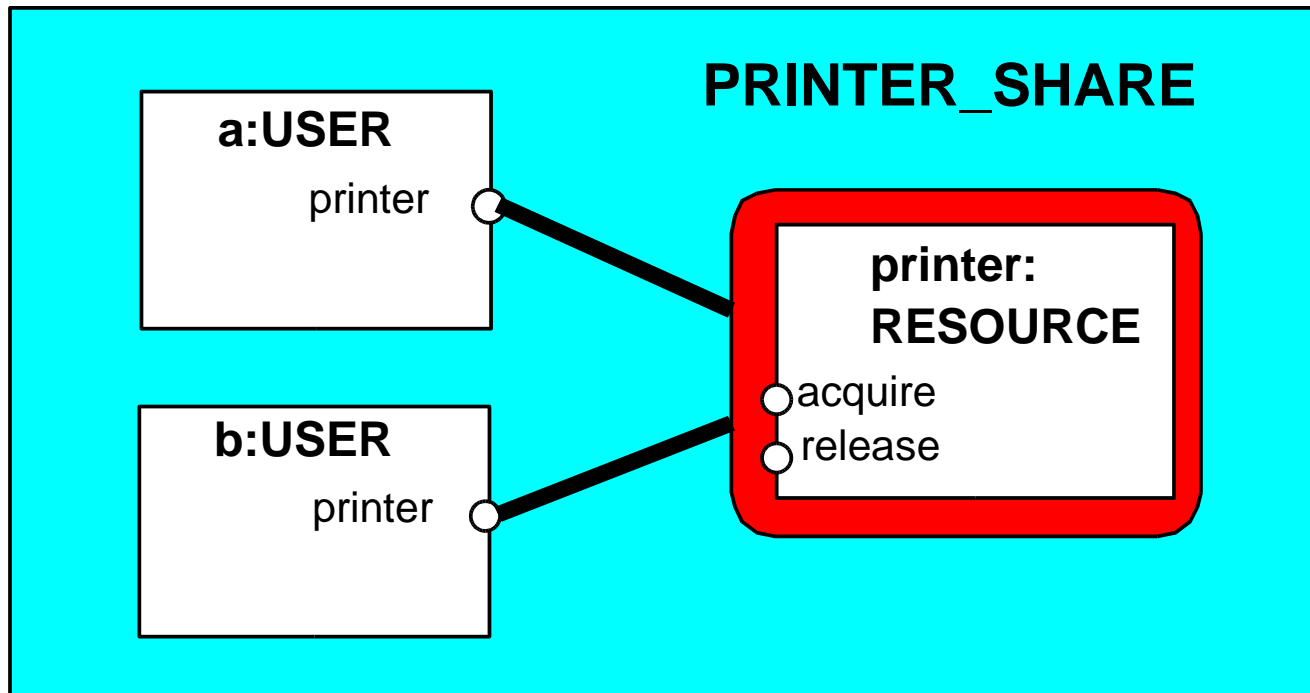 PRINTER_SHARE
a:USER
printer
b:USER
printer
printer:
RESOURCE
acquire
release